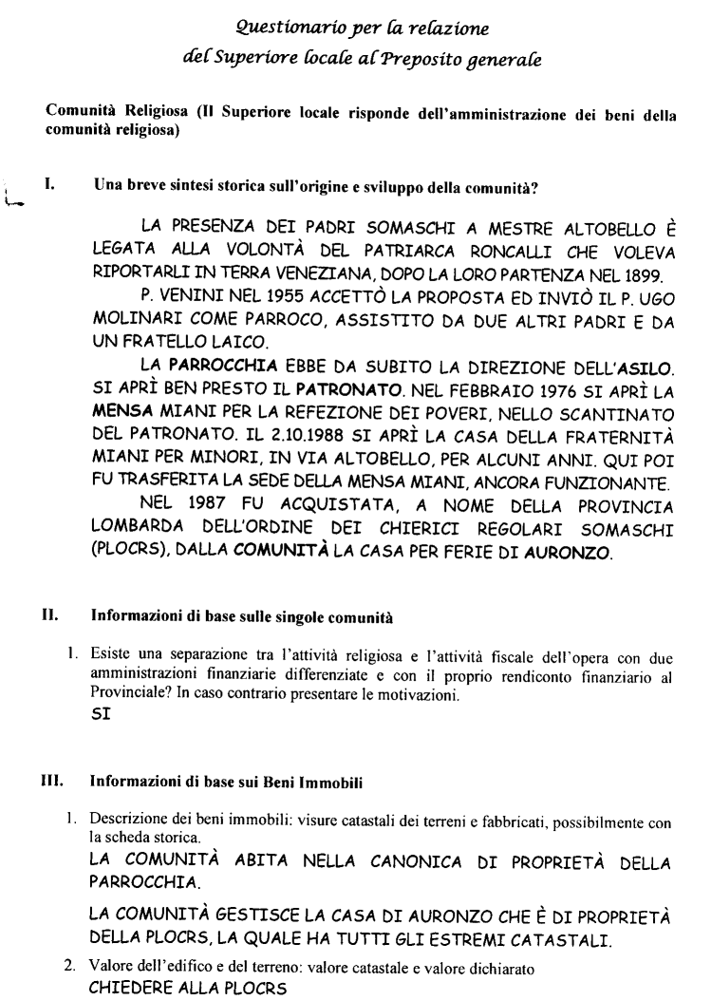 Questionario per la relazione
del Superiore locale al Preposito generale
Comunità Religiosa (Il Superiore locale risponde dell'amministrazione dei beni della
comunità religiosa)
I. Una breve sintesi storica sull'origine e sviluppo della comunità?
LA PRESENZA DEI PADRI SOMASCHI A MESTRE ALTOBELLO È
LEGATA ALLA VOLONTÀ DEL PATRIARCA RONCALLI CHE VOLEVA
RIPORTARLI IN TERRA VENEZIANA, DOPO LA LORO PARTENZA NEL 1899.
P. VENINI NEL 1955 ACCETTÒ LA PROPOSTA ED INVIÒ IL P. UGO
MOLINARI COME PARROCO, ASSISTITO DA DUE ALTRI PADRI E DA
UN FRATELLO LAICO.
LA PARROCCHIA EBBE DA SUBITO LA DIREZIONE DELL'ASILO.
SI APRÌ BEN PRESTO IL PATRONATO. NEL FEBBRAIO 1976 SI APRÌ LA
MENSA MIANI PER LA REFEZIONE DEI POVERI, NELLO SCANTINATO
DEL PATRONATO. IL 2.10.1988 SI APRÌ LA CASA DELLA FRATERNITÀ
MIANI PER MINORI, IN VIA ALTOBELLO, PER ALCUNI ANNI. QUI POI
FU TRASFERITA LA SEDE DELLA MENSA MIANI, ANCORA FUNZIONANTE.
NEL 1987 FU ACQUISTATA, A NOME DELLA PROVINCIA
LOMBARDA DELL'ORDINE DEI CHIERICI REGOLARI SOMASCHI
(PLOCRS), DALLA COMUNITÀ LA CASA PER FERIE DI AURONZO.
II. Informazioni di base sulle singole comunità
1. Esiste una separazione tra l'attività religiosa e l'attività fiscale dell'opera con due
amministrazioni finanziarie differenziate e con il proprio rendiconto finanziario al
Provinciale? In caso contrario presentare le motivazioni.
SI
III. Informazioni di base sui Beni Immobili
1. Descrizione dei beni immobili: visure catastali dei terreni e fabbricati, possibilmente con
la scheda storica.
LA COMUNITÀ ABITA NELLA CANONICA DI PROPRIETÀ DELLA
PARROCCHIA.
LA COMUNITÀ GESTISCE LA CASA DI AURONZO CHE È DI PROPRIETÀ
DELLA PLOCRS, LA QUALE HA TUTTI GLI ESTREMI CATASTALI.
2. Valore dell'edifico e del terreno: valore catastale e valore dichiarato
CHIEDERE ALLA PLOCRS